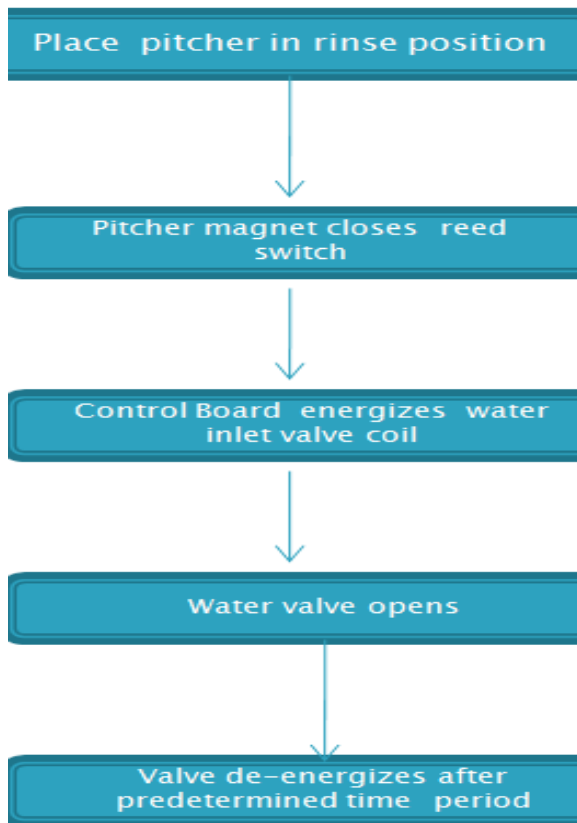 Place pitcher in rinse position
Pitcher magnet closes reed
switch
Control Board energizes water
inlet valve coil
Water valve opens
Valve de-energizes after
predetermined time period